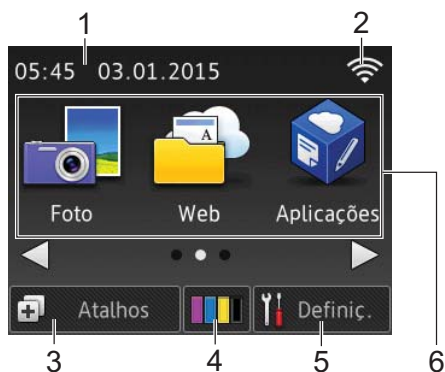 1
2
05:45 03.01.2015
A
Foto
Web
Aplicações
Atalhos
Definiç.
3
4
5
6